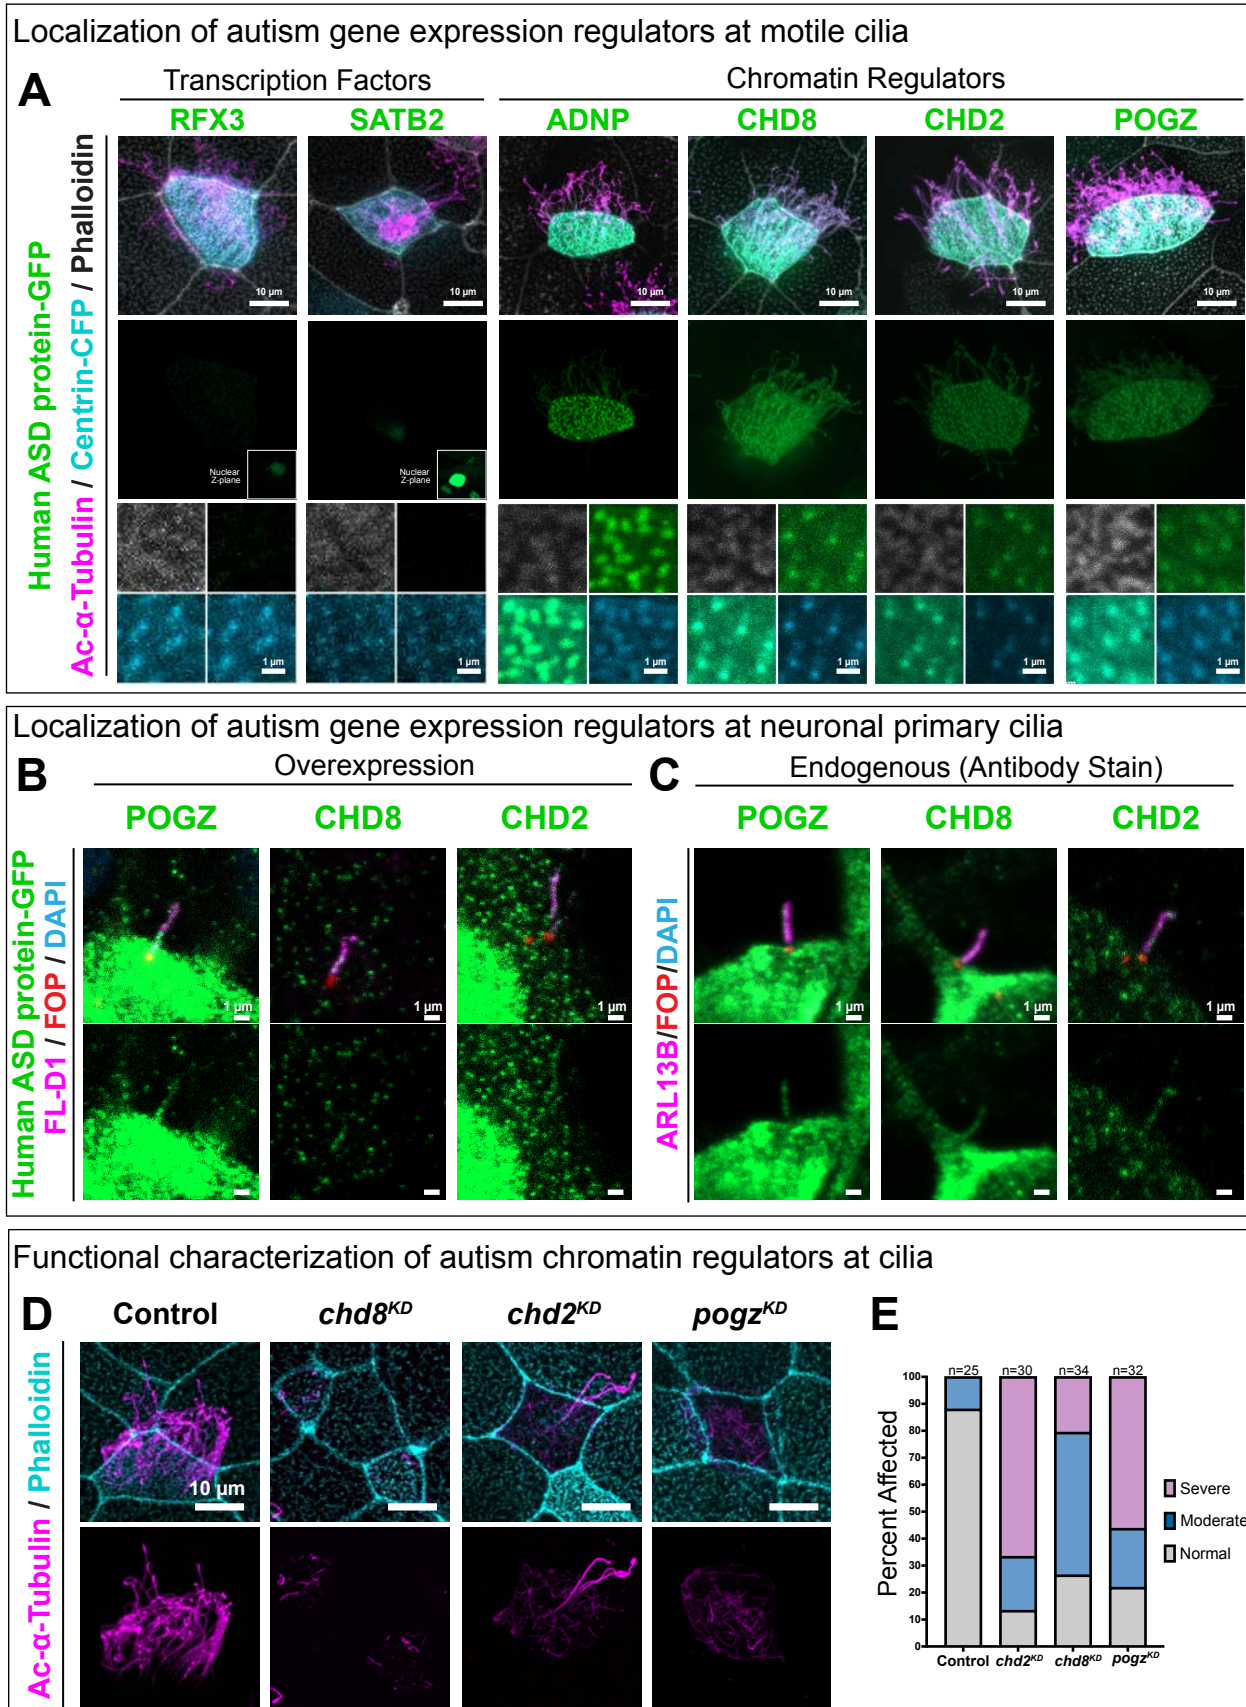 Localization of autism gene expression regulators at motile cilia
A
Transcription Factors
Chromatin Regulators
RFX3
SATB2
ADNP
CHD8
CHD2
POGZ
Human ASD protein-GFP
Ac-α-Tubulin / Centrin-CFP / Phalloidin
10 µm
10 µm
10 µm
10 µm
10 µm
10 µm
Nuclear
Z-plane
Nuclear
Z-plane
1 µm
1 µm
1 µm
1 µm
1 µm
1 µm
Localization of autism gene expression regulators at neuronal primary cilia
B
Overexpression
POGZ
CHD8
CHD2
Human ASD protein-GFP
FL-D1 / FOP / DAPI
1 µm
1 µm
1 µm
C
Endogenous (Antibody Stain)
POGZ
CHD8
CHD2
ARL13B/FOP/DAPI
1 µm
1 µm
1 µm
Functional characterization of autism chromatin regulators at cilia
D
Control
chd8KD
chd2KD
pogzKD
Ac-α-Tubulin / Phalloidin
10 µm
E
n=25
n=30
n=34
n=32
Percent Affected
100
90
80
70
60
50
40
30
20
10
0
Control
chd2KD
chd8KD
pogzKD
Severe
Moderate
Normal